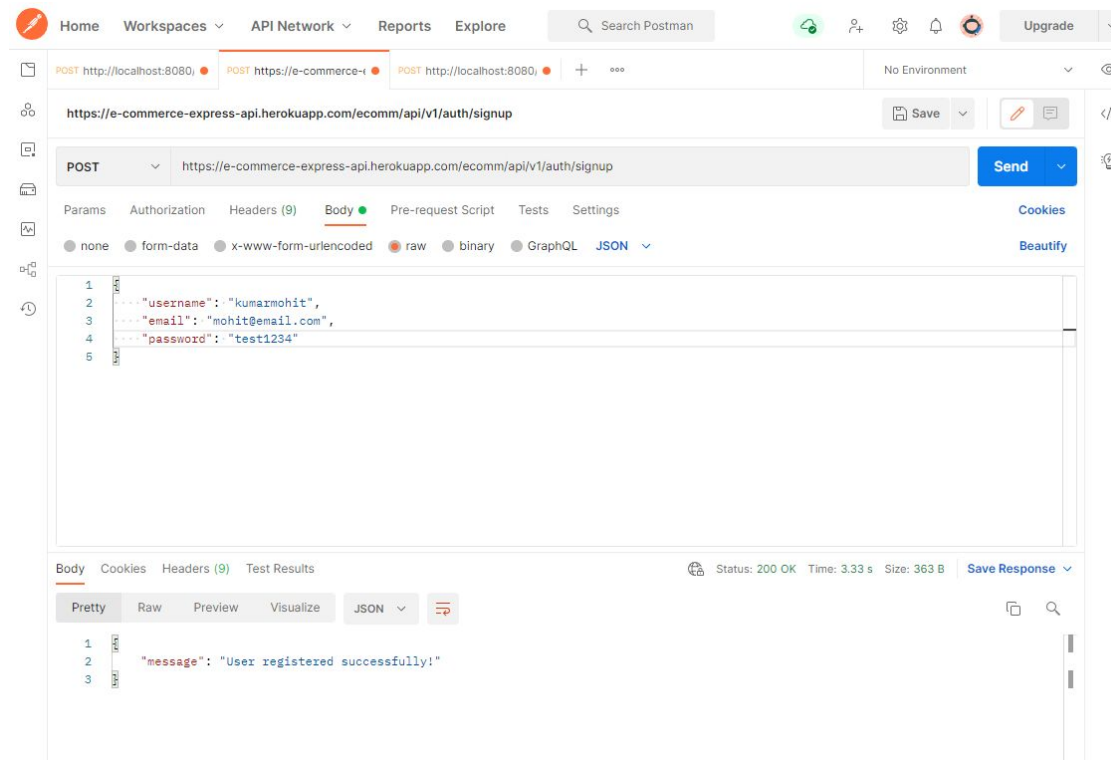 Home Workspaces API Network Reports Explore Search Postman Upgrade
POST http://localhost:8080/ POST https://e-commerce-e POST http://localhost:8080/ + ooo No Environment
https://e-commerce-express-api.herokuapp.com/ecomm/api/v1/auth/signup Save
POST https://e-commerce-express-api.herokuapp.com/ecomm/api/v1/auth/signup Send
Params Authorization Headers (9) Body Pre-request Script Tests Settings Cookies
none form-data x-www-form-urlencoded raw binary GraphQL JSON Beautify
1 {
2 "username": "kumarmohit",
3 "email": "mohit@email.com",
4 "password": "test1234"
5 }
Body Cookies Headers (9) Test Results Status: 200 OK Time: 3.33 s Size: 363 B Save Response
Pretty Raw Preview Visualize JSON
1 {
2 "message": "User registered successfully!"
3 }